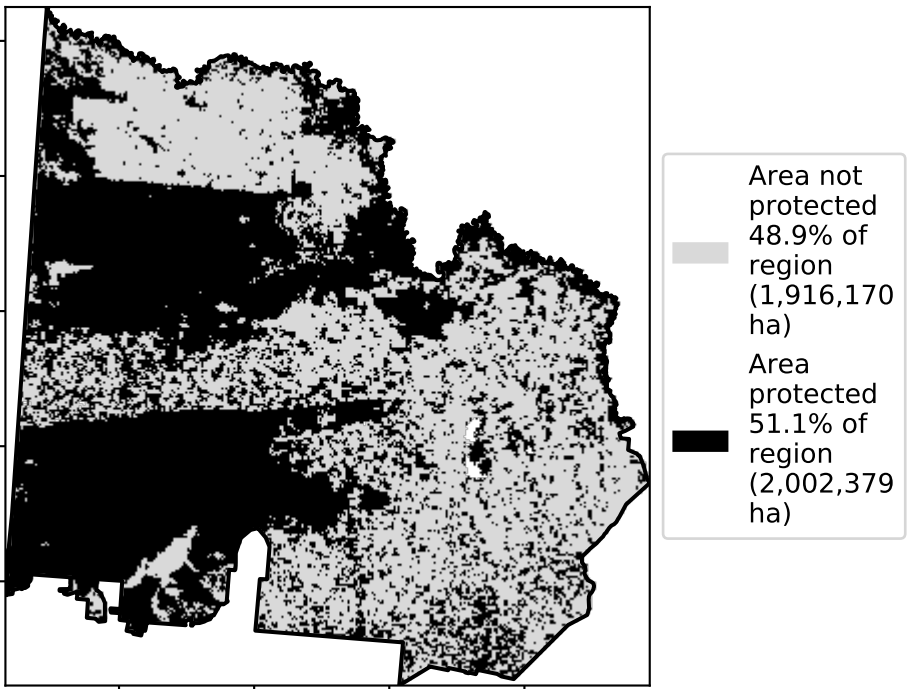 Area not
protected
48.9% of
region
(1,916,170
ha)
Area
protected
51.1% of
region
(2,002,379
ha)